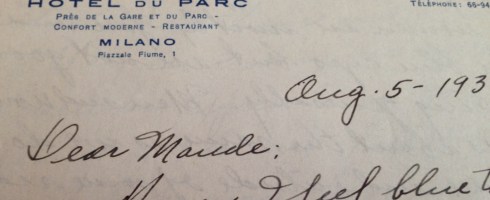 HOTEL DU PARC
TÉLÉPHONE: 65-94
PRÈS DE LA GARE ET DU PARC -
CONFORT MODERNE - RESTAURANT
MILANO
Piazzale Fiume, 1
Aug. 5 - 193
Dear Maude:
feel blue